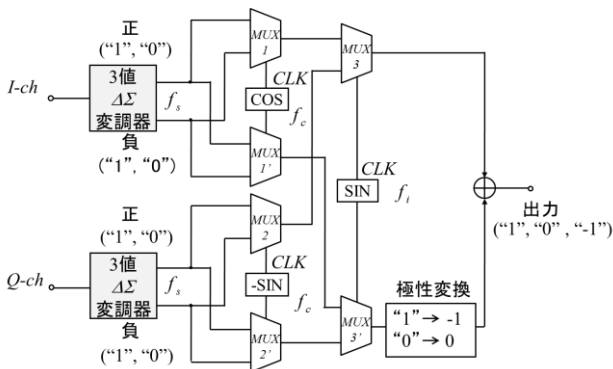 正
("1", "0")
I-ch
3値
ΔΣ
変調器
f_s
負
("1", "0")
MUX
1
CLK
COS
f_c
MUX
1'
MUX
3
CLK
SIN
f_i
出力
("1", "0", "-1")
正
("1", "0")
Q-ch
3値
ΔΣ
変調器
f_s
負
("1", "0")
MUX
2
CLK
-SIN
f_c
MUX
2'
MUX
3'
極性変換
"1"→ -1
"0"→ 0